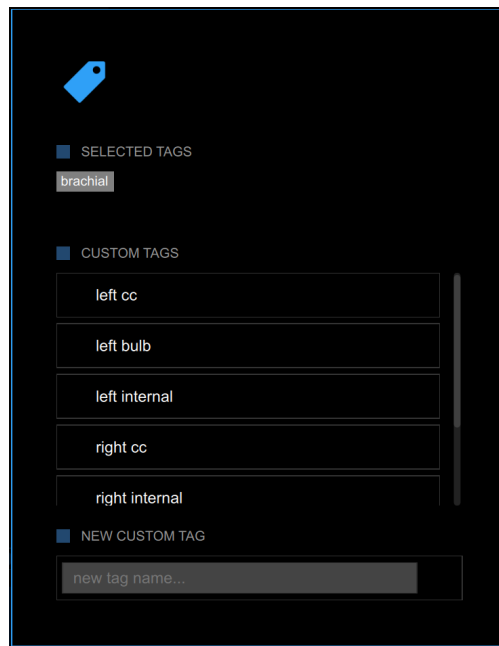 SELECTED TAGS
brachial
CUSTOM TAGS
left cc
left bulb
left internal
right cc
right internal
NEW CUSTOM TAG
new tag name...